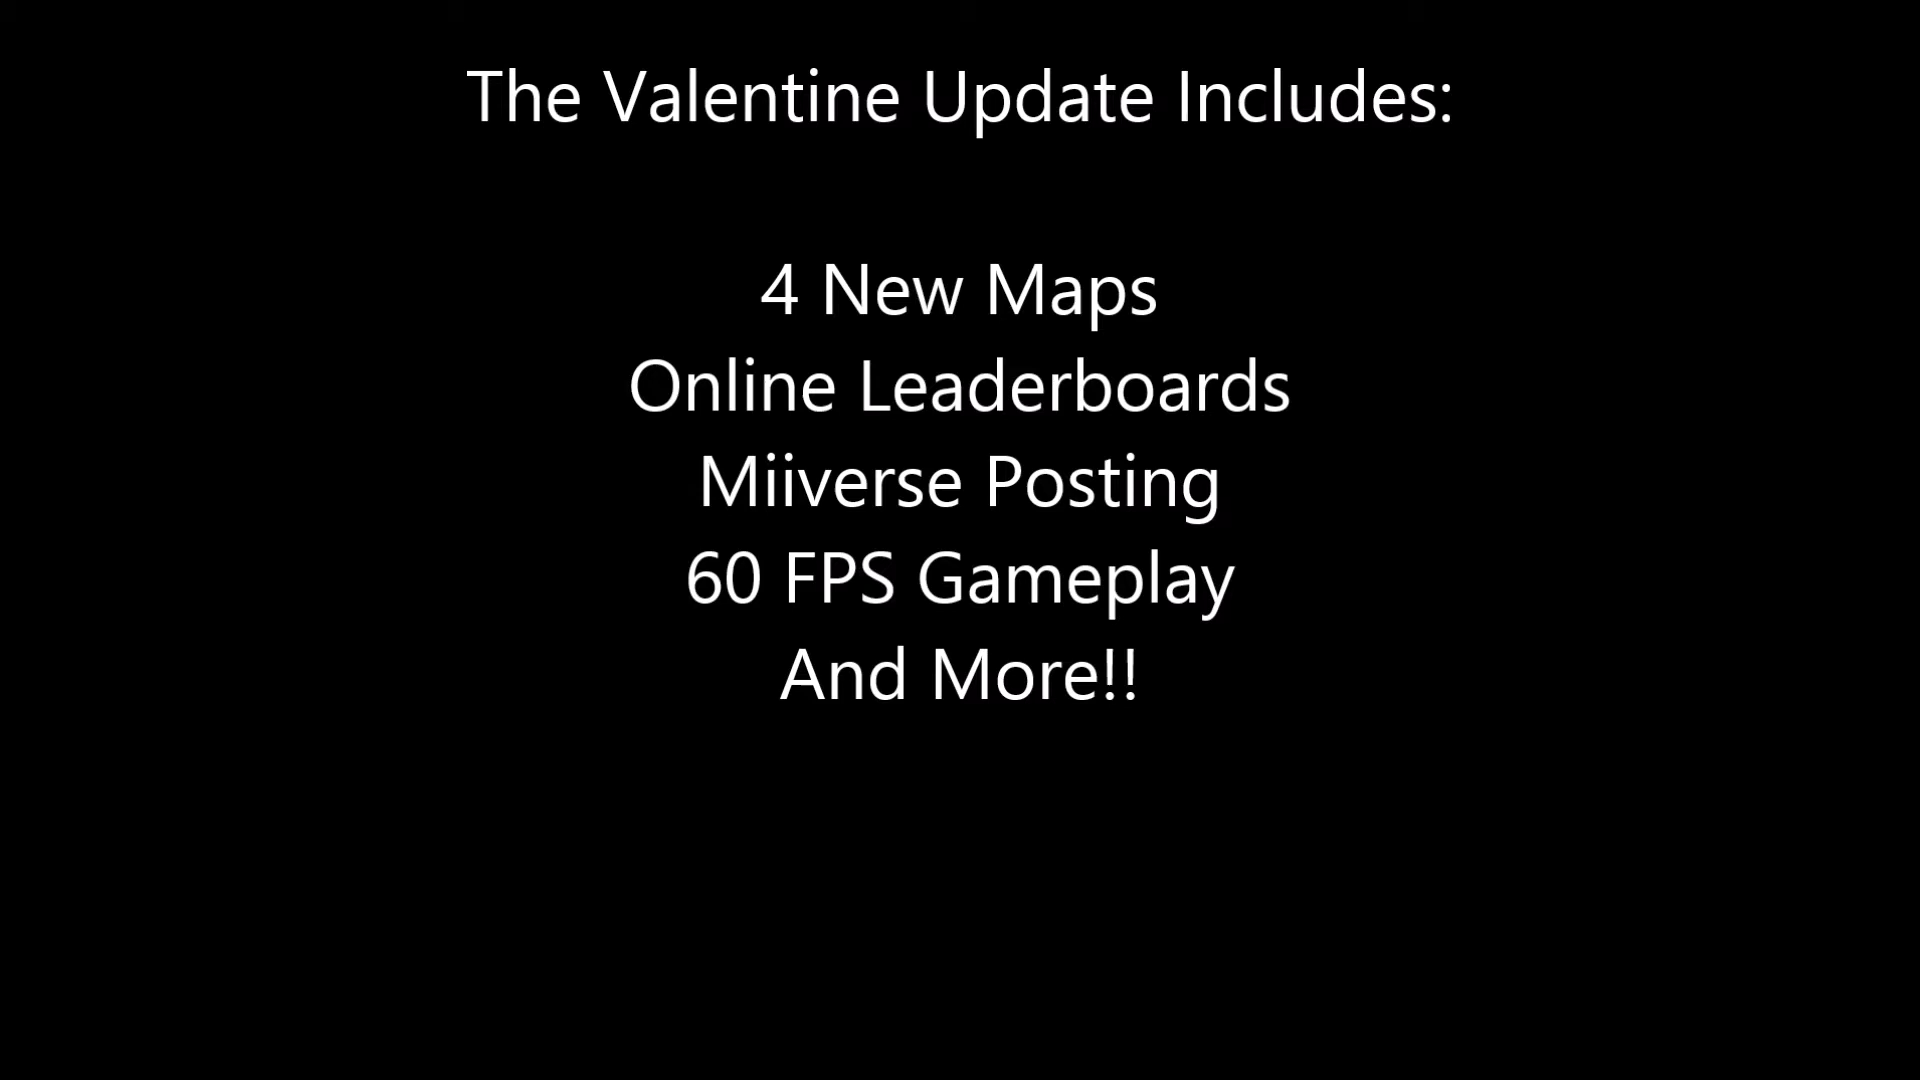 The Valentine Update Includes:
4 New Maps
Online Leaderboards
Miiverse Posting
60 FPS Gameplay
And More!!